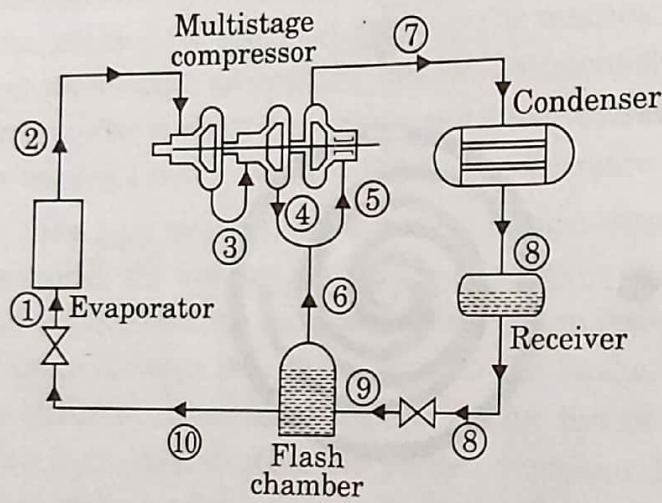 Multistage
compressor
⑦
Condenser
②
③
④
⑤
⑧
① Evaporator
⑥
Receiver
⑨
⑩
⑧
Flash
chamber